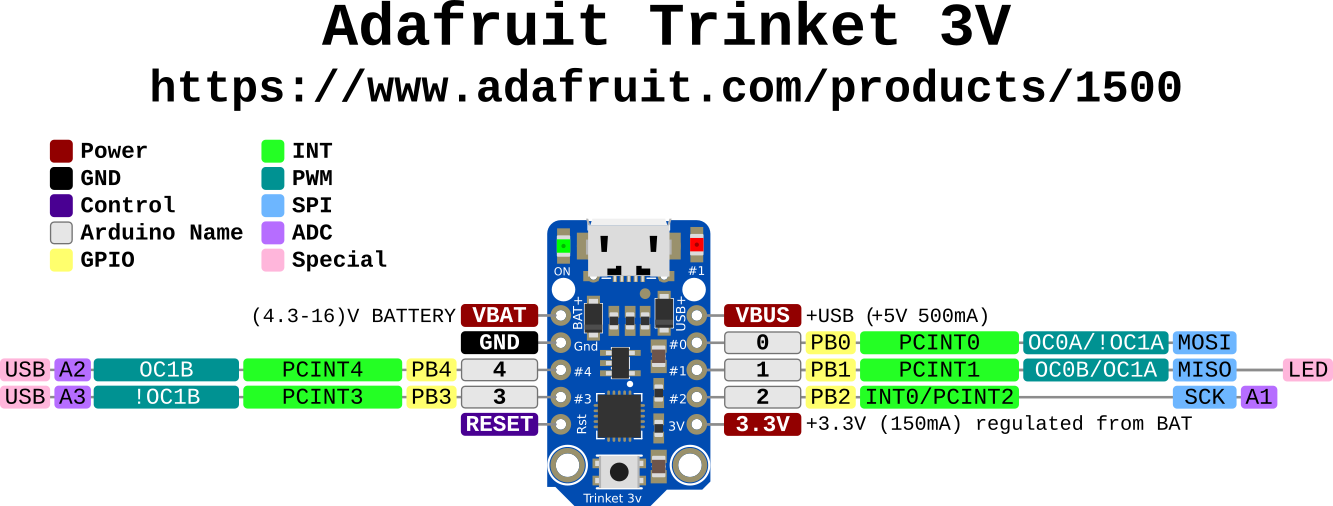 Adafruit Trinket 3V
https://www.adafruit.com/products/1500
Power INT
GND PWM
Control SPI
Arduino Name ADC
GPIO Special
ON #1
(4.3-16)V BATTERY VBAT BAT+ USB+ VBUS +USB (+5V 500mA)
GND Gnd #0 0 PB0 PCINT0 OC0A/!OC1A MOSI
USB A2 OC1B PCINT4 PB4 4 #4 #1 1 PB1 PCINT1 OC0B/OC1A MISO LED
USB A3 !OC1B PCINT3 PB3 3 #3 #2 2 PB2 INT0/PCINT2 SCK A1
RESET Rst 3V 3.3V +3.3V (150mA) regulated from BAT
Trinket 3v